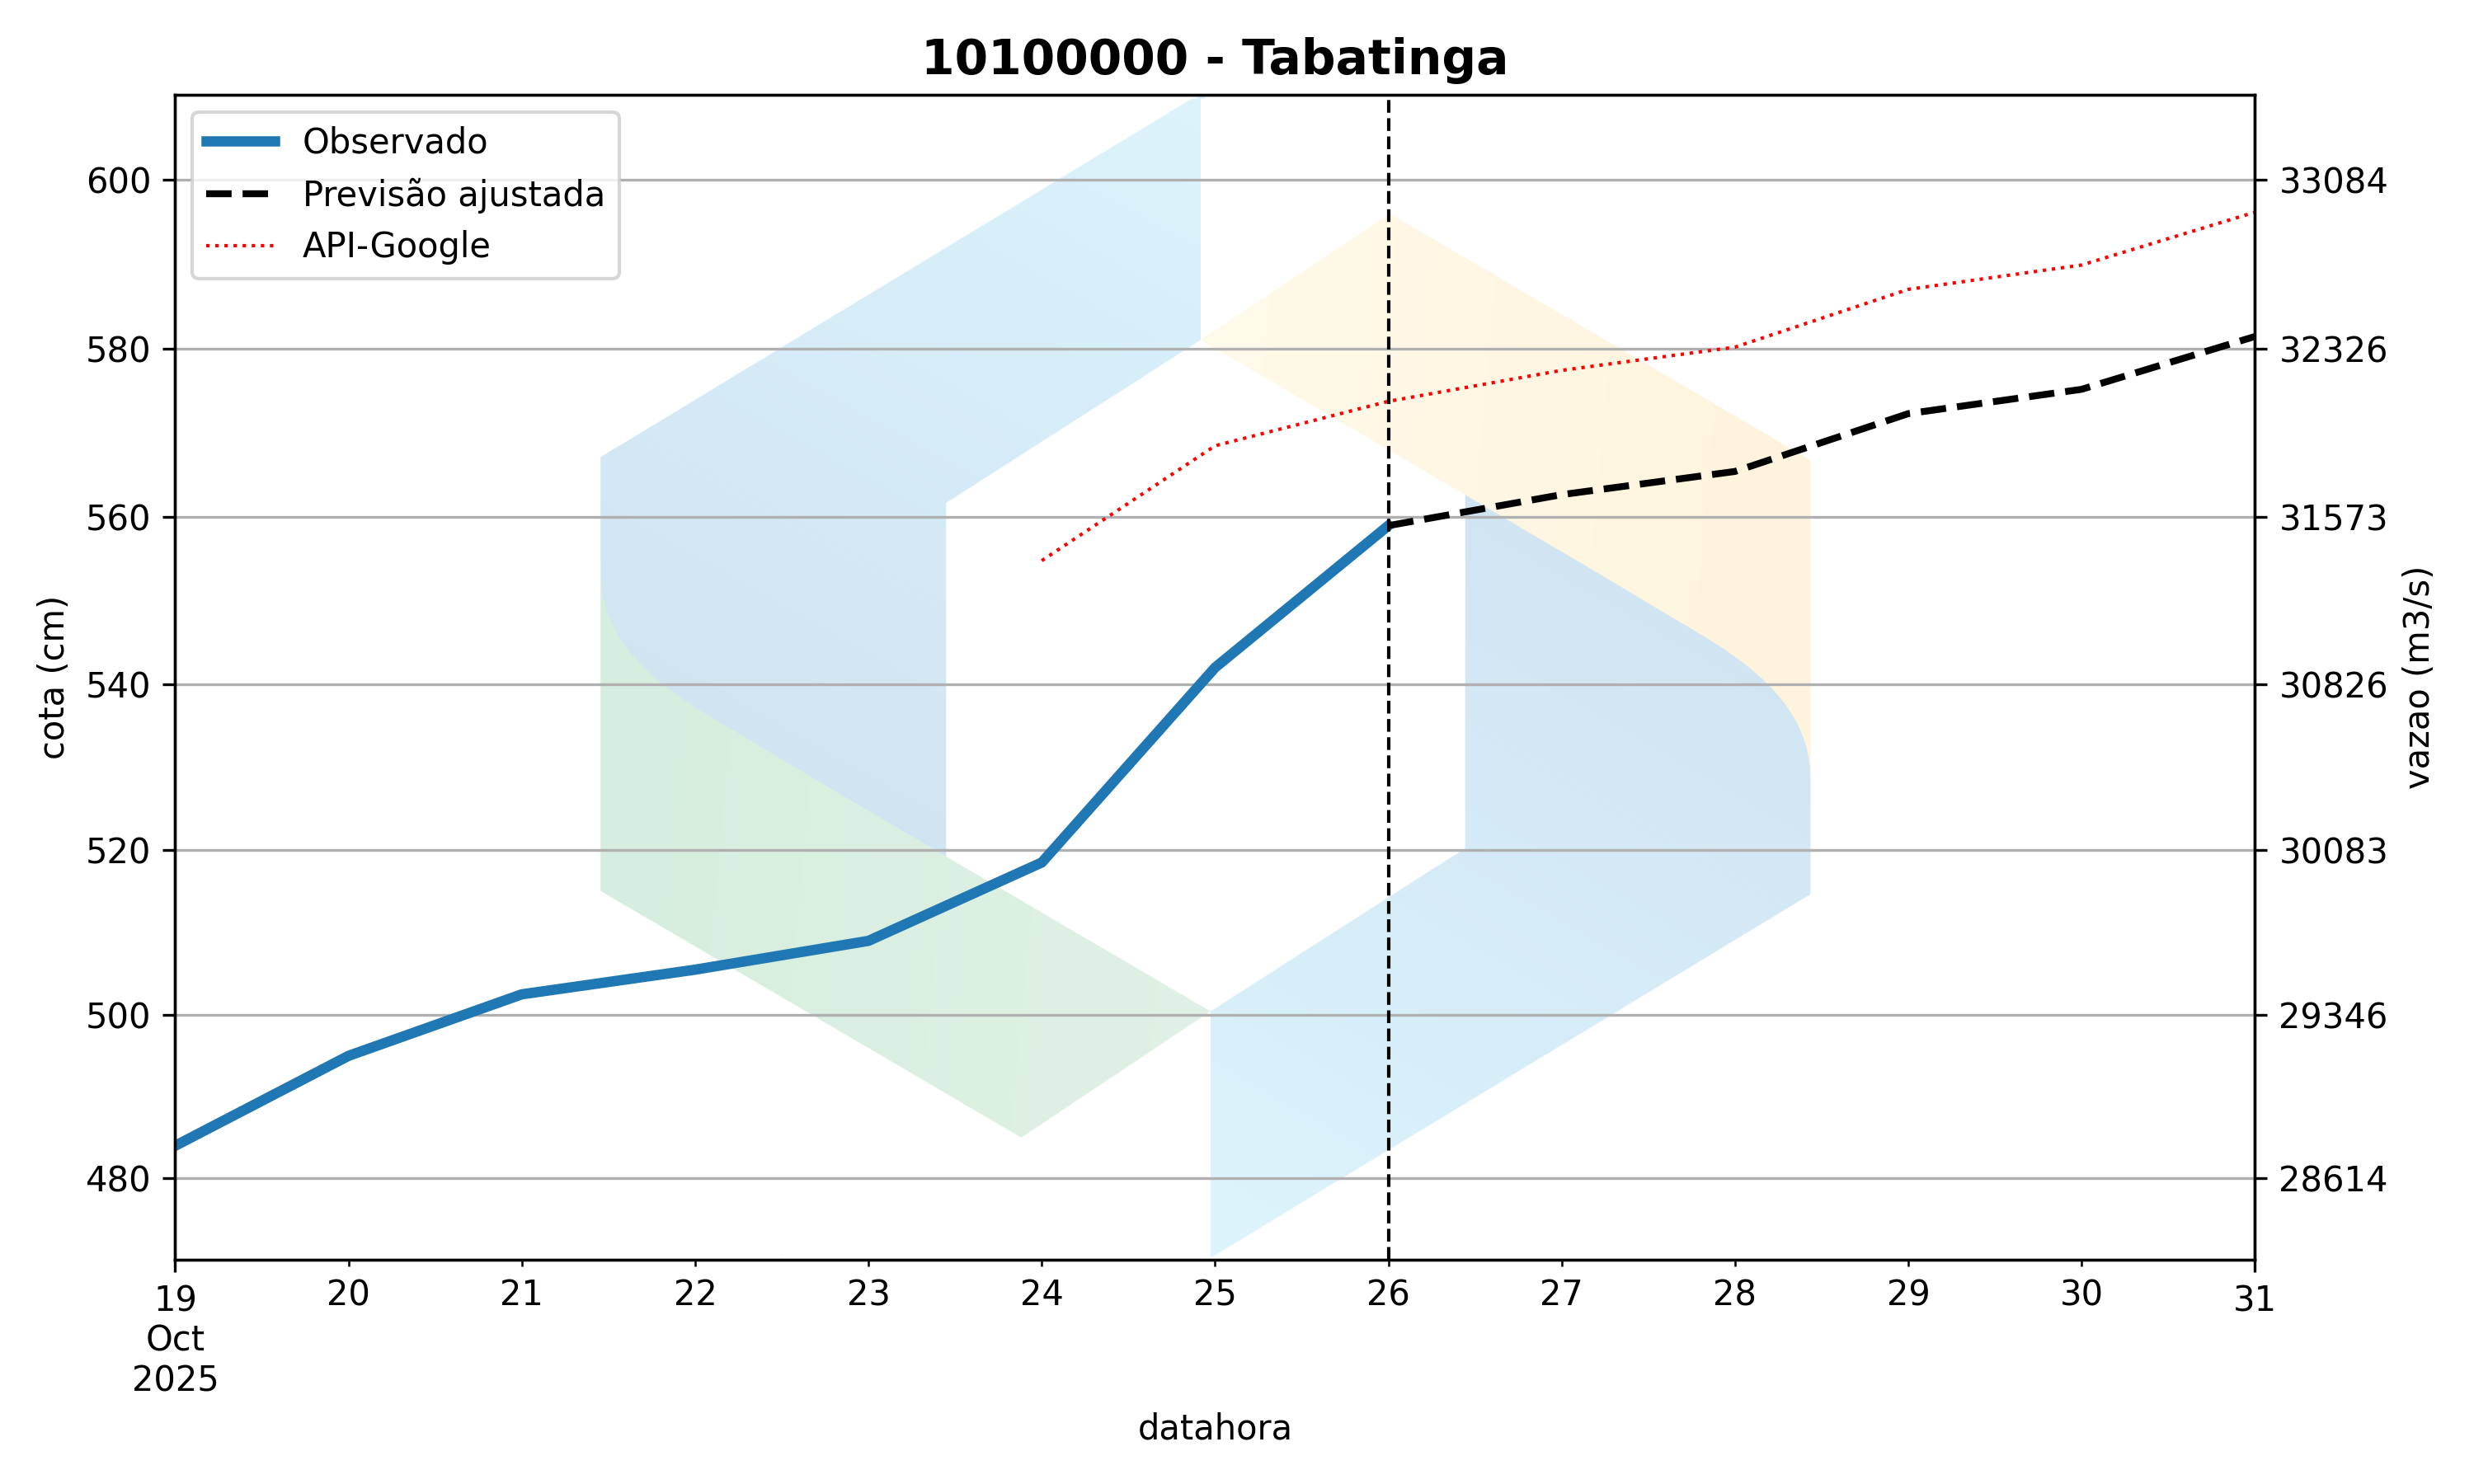 10100000 - Tabatinga
Observado
Previsão ajustada
API-Google
600
580
560
540
520
500
480
cota (cm)
33084
32326
31573
30826
30083
29346
28614
vazao (m3/s)
19 20 21 22 23 24 25 26 27 28 29 30 31
Oct
2025
datahora